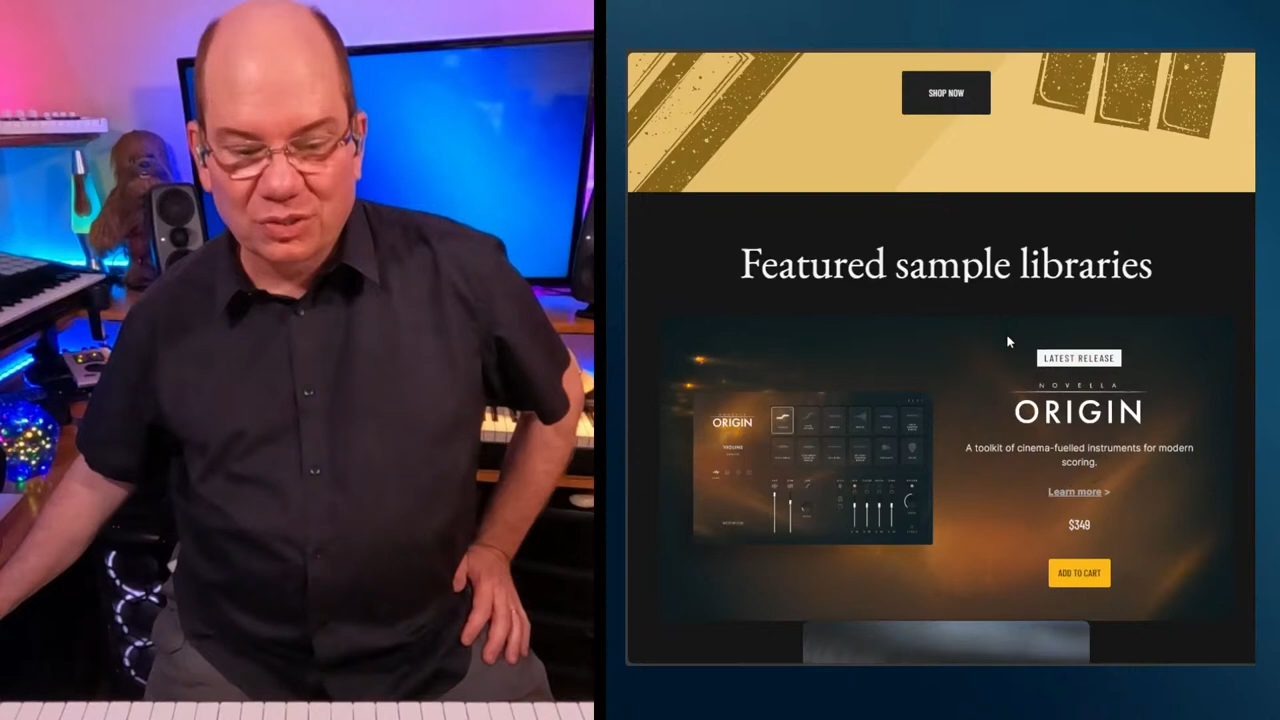 SHOP NOW
Featured sample libraries
LATEST RELEASE
NOVELLA
ORIGIN
A toolkit of cinema-fuelled instruments for modern
scoring.
Learn more >
$349
ADD TO CART
ORIGIN